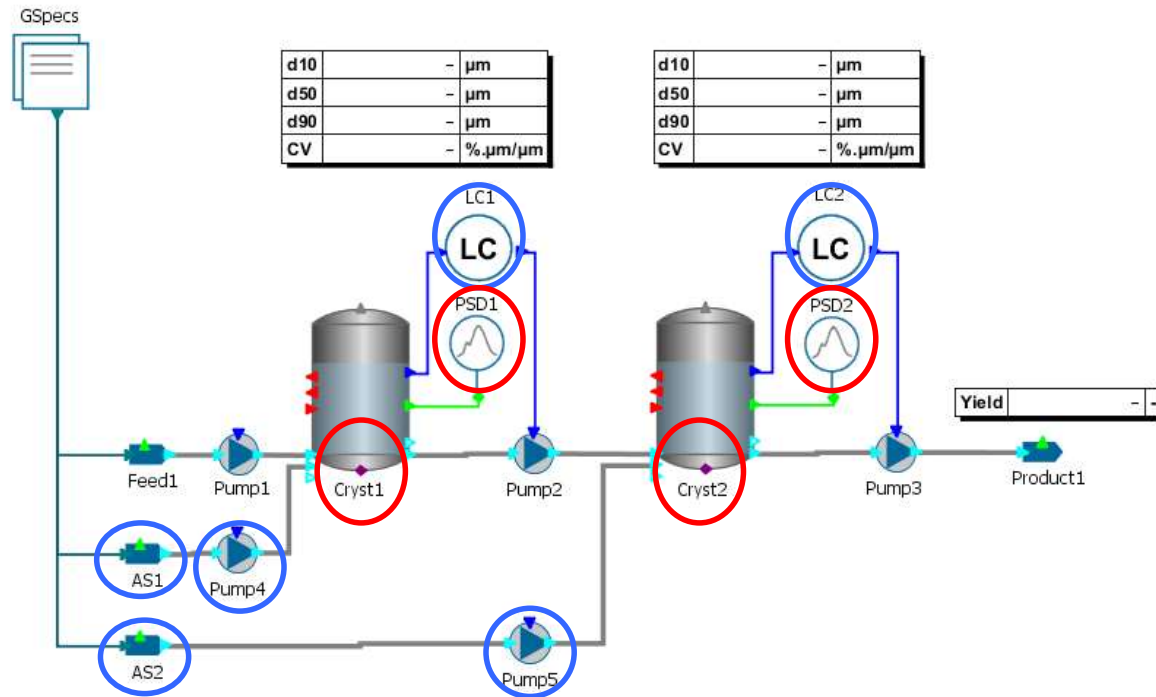 GSpecs
d10 – µm
d50 – µm
d90 – µm
CV – %.µm/µm
d10 – µm
d50 – µm
d90 – µm
CV – %.µm/µm
LC1
LC
PSD1
LC2
LC
PSD2
Yield – -
Feed1
Pump1
Cryst1
Pump2
Cryst2
Pump3
Product1
AS1
Pump4
AS2
Pump5